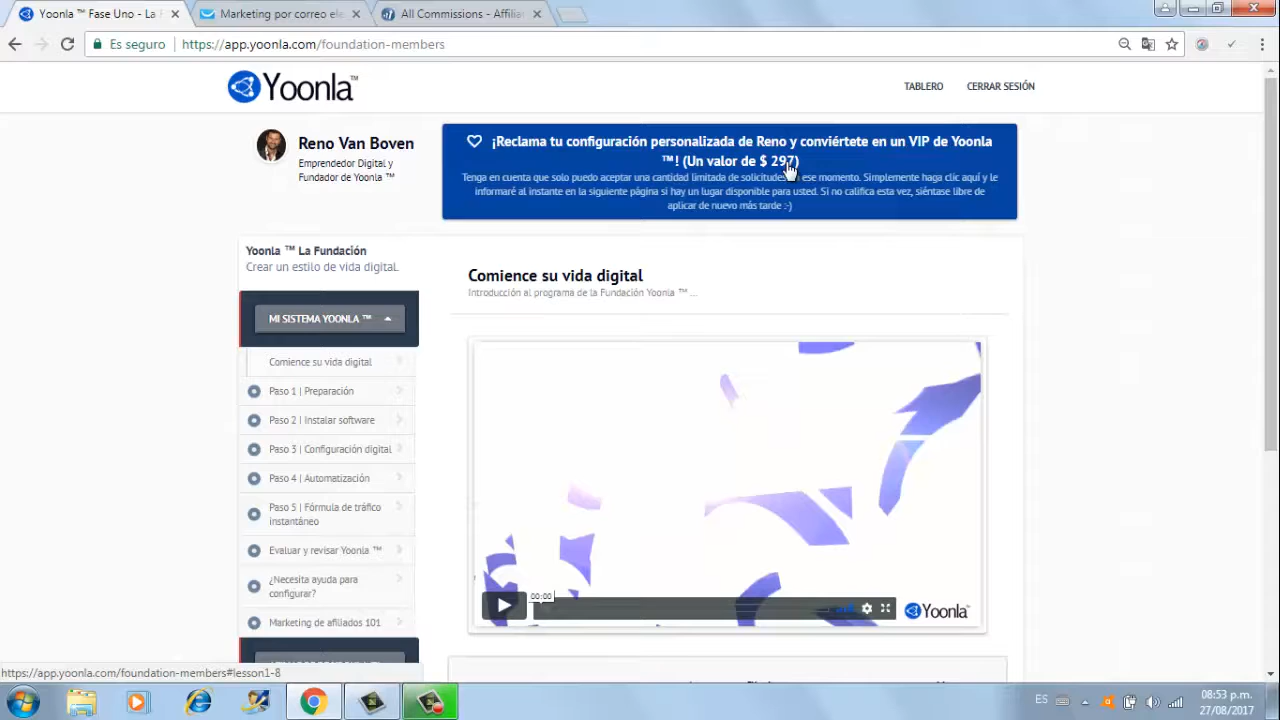 Yoonla ™ Fase Uno - La F
Marketing por correo ele
All Commissions - Affilia
Es seguro
https://app.yoonla.com/foundation-members
Yoonla™
TABLERO
CERRAR SESIÓN
Reno Van Boven
Emprendedor Digital y
Fundador de Yoonla ™
¡Reclama tu configuración personalizada de Reno y conviértete en un VIP de Yoonla
™! (Un valor de $ 297)
Tenga en cuenta que solo puedo aceptar una cantidad limitada de solicitudes en ese momento. Simplemente haga clic aquí y le
informaré al instante en la siguiente página si hay un lugar disponible para usted. Si no califica esta vez, siéntase libre de
aplicar de nuevo más tarde :-)
Yoonla ™ La Fundación
Crear un estilo de vida digital.
MI SISTEMA YOONLA ™
Comience su vida digital
Paso 1 | Preparación
Paso 2 | Instalar software
Paso 3 | Configuración digital
Paso 4 | Automatización
Paso 5 | Fórmula de tráfico
instantáneo
Evaluar y revisar Yoonla ™
¿Necesita ayuda para
configurar?
Marketing de afiliados 101
Comience su vida digital
Introducción al programa de la Fundación Yoonla ™ ...
00:00
Yoonla™
https://app.yoonla.com/foundation-members#lesson1-8
ES
08:53 p.m.
27/08/2017